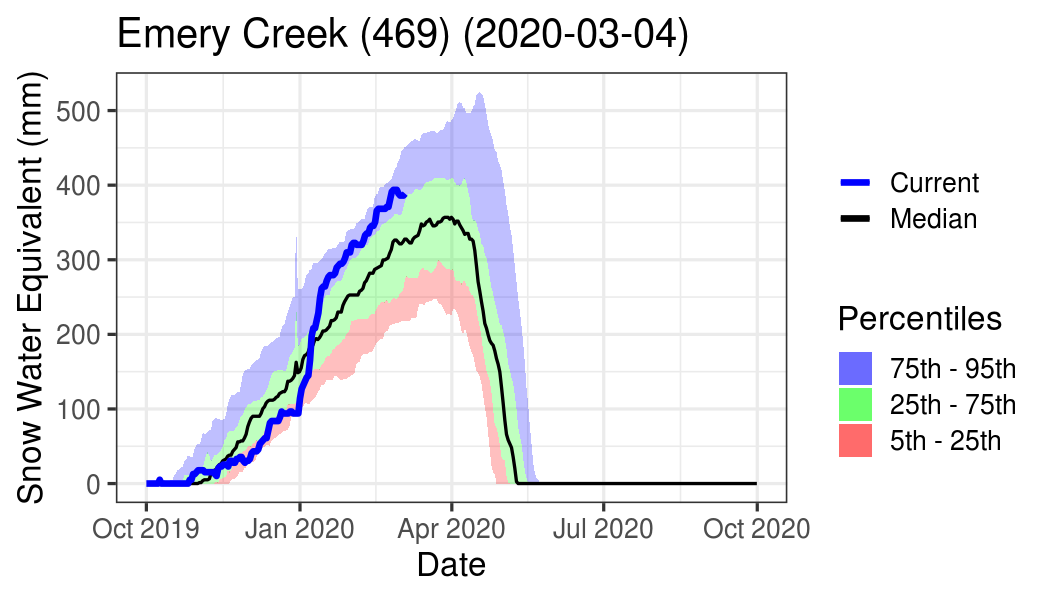 Emery Creek (469) (2020-03-04)
Snow Water Equivalent (mm)
500
400
300
200
100
0
Oct 2019
Jan 2020
Apr 2020
Jul 2020
Oct 2020
Date
Current
Median
Percentiles
75th - 95th
25th - 75th
5th - 25th